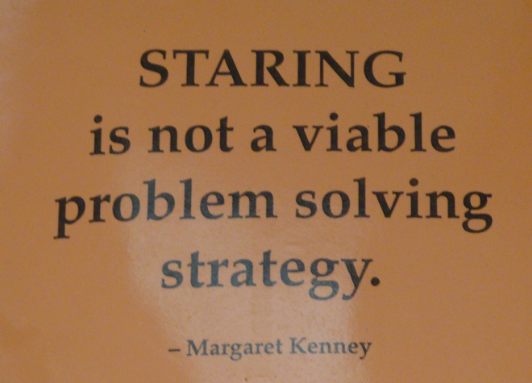 STARING
is not a viable
problem solving
strategy.
– Margaret Kenney